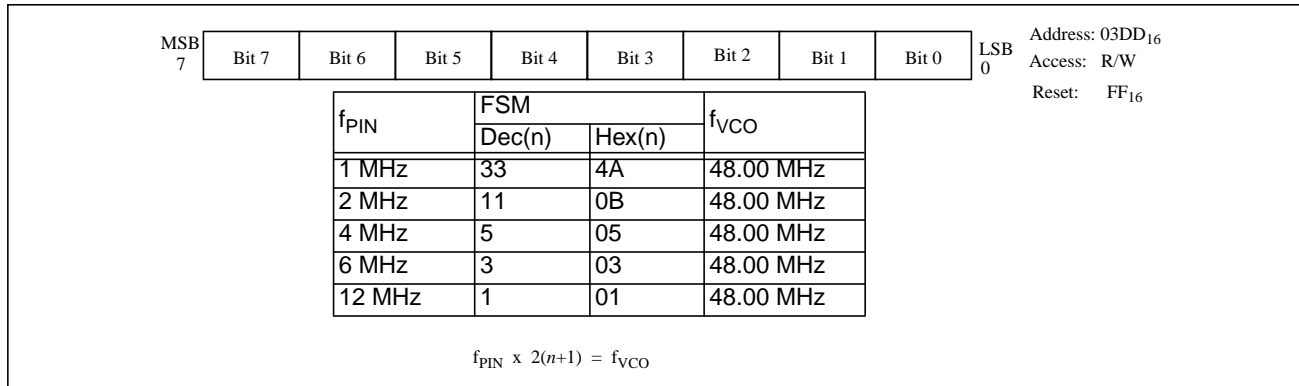 MSB
7
Bit 7 Bit 6 Bit 5 Bit 4 Bit 3 Bit 2 Bit 1 Bit 0
LSB
0
Address: 03DD16
Access: R/W
Reset: FF16
fPIN FSM fVCO
Dec(n) Hex(n)
1 MHz 33 4A 48.00 MHz
2 MHz 11 0B 48.00 MHz
4 MHz 5 05 48.00 MHz
6 MHz 3 03 48.00 MHz
12 MHz 1 01 48.00 MHz
fPIN x 2(n+1) = fVCO